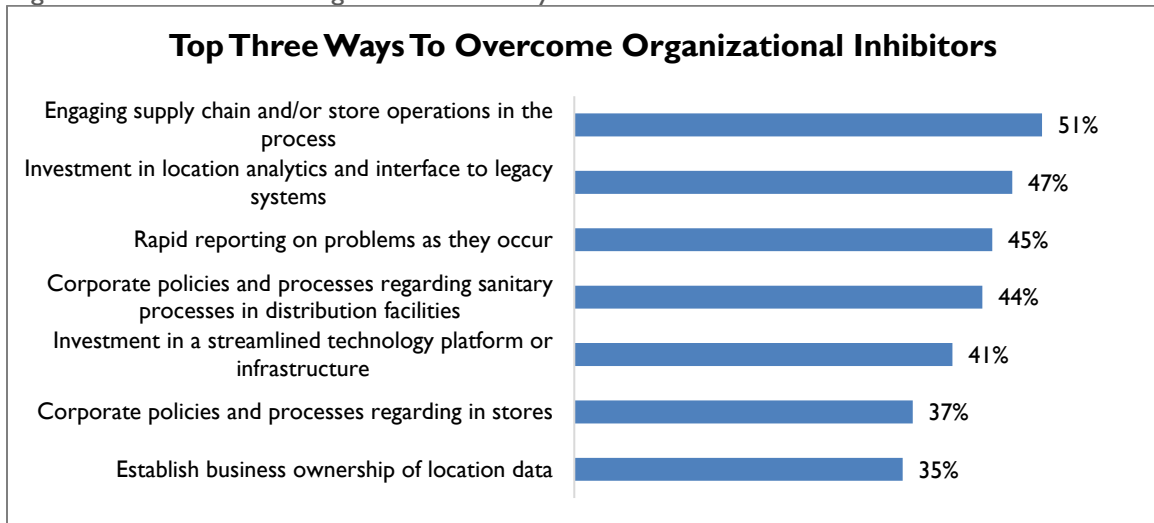 Top Three Ways To Overcome Organizational Inhibitors
Engaging supply chain and/or store operations in the
process
51%
Investment in location analytics and interface to legacy
systems
47%
Rapid reporting on problems as they occur
45%
Corporate policies and processes regarding sanitary
processes in distribution facilities
44%
Investment in a streamlined technology platform or
infrastructure
41%
Corporate policies and processes regarding in stores
37%
Establish business ownership of location data
35%